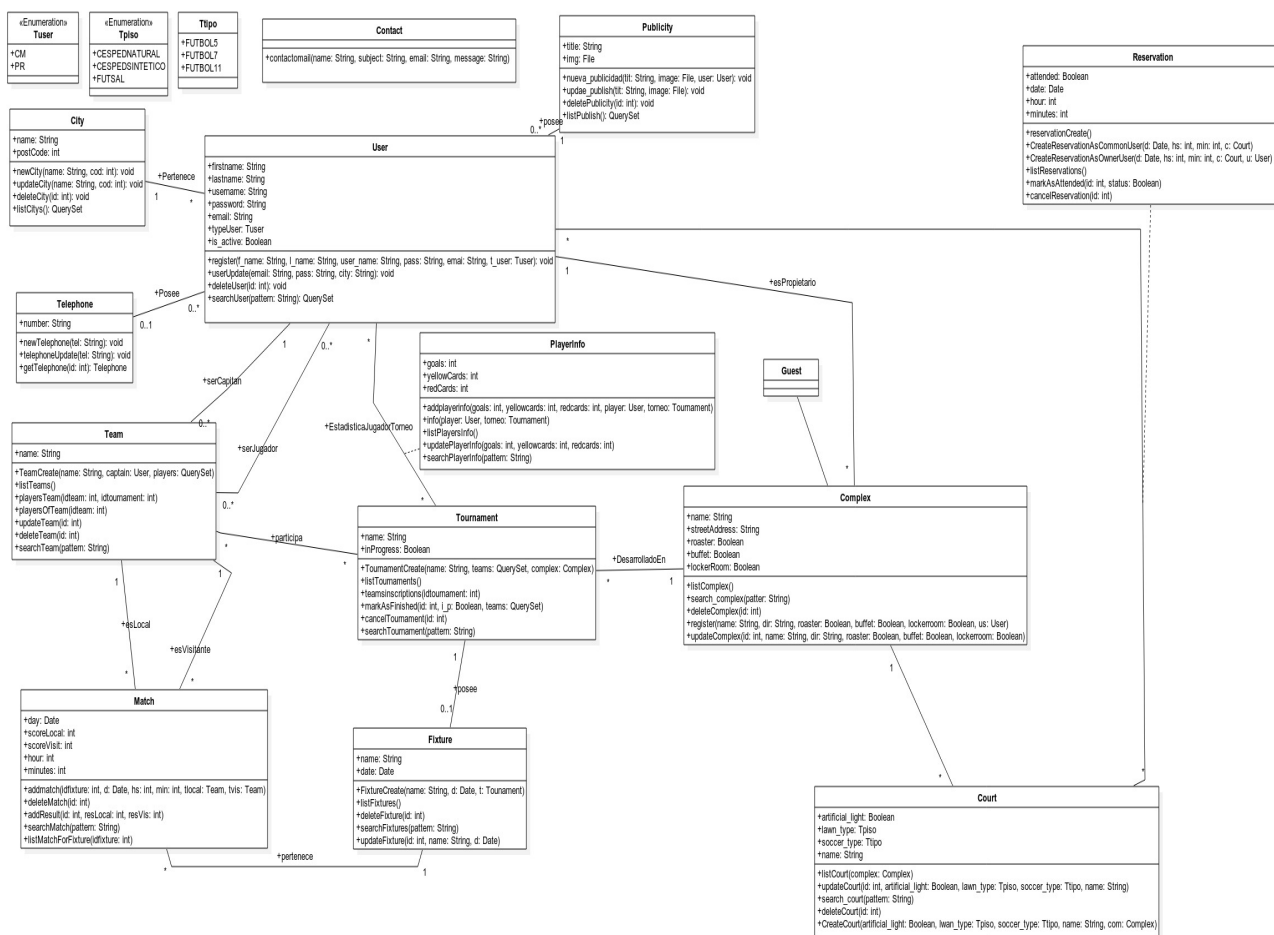 «Enumeration»
Tuser
+CM
+PR
«Enumeration»
Tpiso
+CESPEDNATURAL
+CESPEDSINTETICO
+FUTSAL
Ttipo
+FUTBOL5
+FUTBOL7
+FUTBOL11
Contact
+contactomail(name: String, subject: String, email: String, message: String)
Publicity
+title: String
+img: File
+nueva_publicidad(tit: String, image: File, user: User): void
+updae_publish(tit: String, image: File): void
+deletePublicity(id: int): void
+listPublish(): QuerySet
Reservation
+attended: Boolean
+date: Date
+hour: int
+minutes: int
+reservationCreate()
+CreateReservationAsCommonUser(d: Date, hs: int, min: int, c: Court)
+CreateReservationAsOwnerUser(d: Date, hs: int, min: int, c: Court, u: User)
+listReservations()
+markAsAttended(id: int, status: Boolean)
+cancelReservation(id: int)
City
+name: String
+postCode: int
+newCity(name: String, cod: int): void
+updateCity(name: String, cod: int): void
+deleteCity(id: int): void
+listCitys(): QuerySet
+Pertenece
1
*
+posee
0..*
1
User
+firstname: String
+lastname: String
+username: String
+password: String
+email: String
+typeUser: Tuser
+is_active: Boolean
+register(f_name: String, l_name: String, user_name: String, pass: String, emai: String, t_user: Tuser): void
+userUpdate(email: String, pass: String, city: String): void
+deleteUser(id: int): void
+searchUser(pattern: String): QuerySet
*
1
+esPropietario
*
Telephone
+number: String
+newTelephone(tel: String): void
+telephoneUpdate(tel: String): void
+getTelephone(id: int): Telephone
+Posee
0..1
0..*
1
+serCapitan
0..*
0..*
+serJugador
0..*
*
+EstadisticaJugadorTorneo
*
PlayerInfo
+goals: int
+yellowCards: int
+redCards: int
+addplayerinfo(goals: int, yellowcards: int, redcards: int, player: User, torneo: Tournament)
+info(player: User, torneo: Tournament)
+listPlayersInfo()
+updatePlayerInfo(goals: int, yellowcards: int, redcards: int)
+searchPlayerInfo(pattern: String)
Guest
Team
+name: String
+TeamCreate(name: String, captain: User, players: QuerySet)
+listTeams()
+playersTeam(idteam: int, idtournament: int)
+playersOfTeam(idteam: int)
+updateTeam(id: int)
+deleteTeam(id: int)
+searchTeam(pattern: String)
*
+participa
*
Tournament
+name: String
+inProgress: Boolean
+TournamentCreate(name: String, teams: QuerySet, complex: Complex)
+listTournaments()
+teamsinscriptions(idtournament: int)
+markAsFinished(id: int, i_p: Boolean, teams: QuerySet)
+cancelTournament(id: int)
+searchTournament(pattern: String)
+DesarrolladoEn
*
1
Complex
+name: String
+streetAddress: String
+roaster: Boolean
+buffet: Boolean
+lockerRoom: Boolean
+listComplex()
+search_complex(patter: String)
+deleteComplex(id: int)
+register(name: String, dir: String, roaster: Boolean, buffet: Boolean, lockerroom: Boolean, us: User)
+updateComplex(id: int, name: String, dir: String, roaster: Boolean, buffet: Boolean, lockerroom: Boolean)
1
+esLocal
*
1
+esVisitante
*
1
+posee
0..1
1
*
*
Match
+day: Date
+scoreLocal: int
+scoreVisit: int
+hour: int
+minutes: int
+addmatch(idfixture: int, d: Date, hs: int, min: int, tlocal: Team, tvis: Team)
+deleteMatch(id: int)
+addResult(id: int, resLocal: int, resVis: int)
+searchMatch(pattern: String)
+listMatchForFixture(idfixture: int)
Fixture
+name: String
+date: Date
+FixtureCreate(name: String, d: Date, t: Tounament)
+listFixtures()
+deleteFixture(id: int)
+searchFixtures(pattern: String)
+updateFixture(id: int, name: String, d: Date)
+pertenece
*
1
Court
+artificial_light: Boolean
+lawn_type: Tpiso
+soccer_type: Ttipo
+name: String
+listCourt(complex: Complex)
+updateCourt(id: int, artificial_light: Boolean, lawn_type: Tpiso, soccer_type: Ttipo, name: String)
+search_court(pattern: String)
+deleteCourt(id: int)
+CreateCourt(artificial_light: Boolean, lwan_type: Tpiso, soccer_type: Ttipo, name: String, com: Complex)